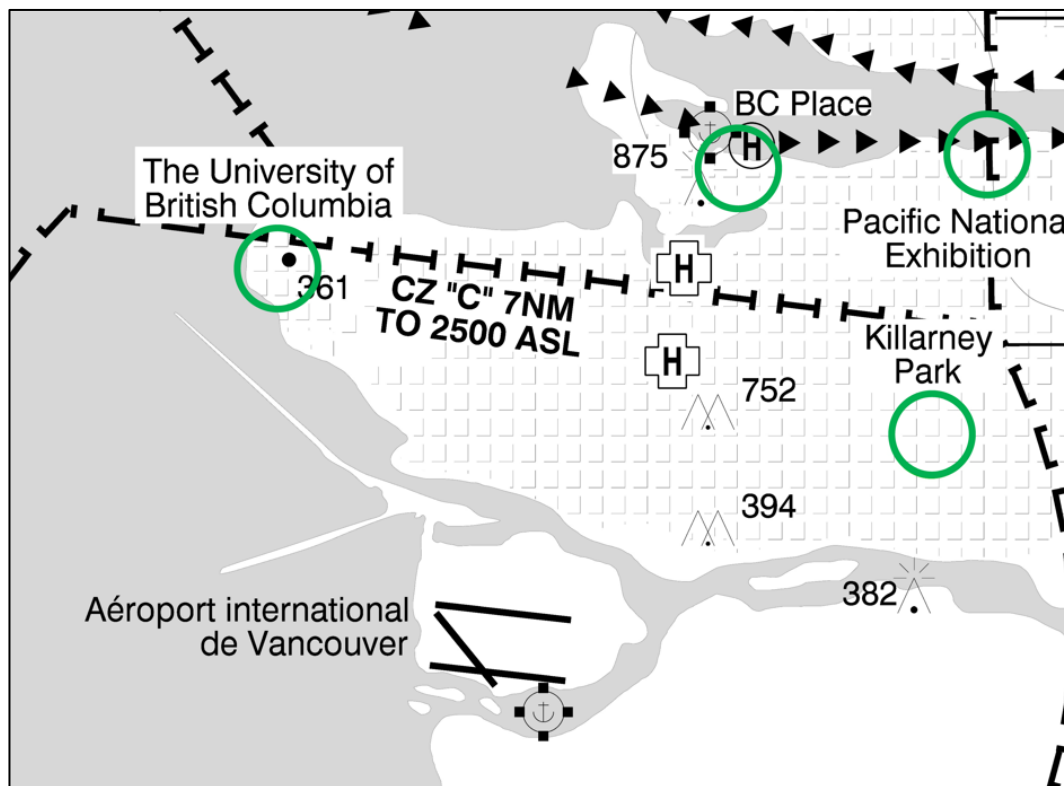 BC Place
875
The University of
British Columbia
H
Pacific Nationa
Exhibition
361
CZ "C" 7NM
TO 2500 ASL
H
H
Killarney
Park
752
394
382
Aéroport international
de Vancouver